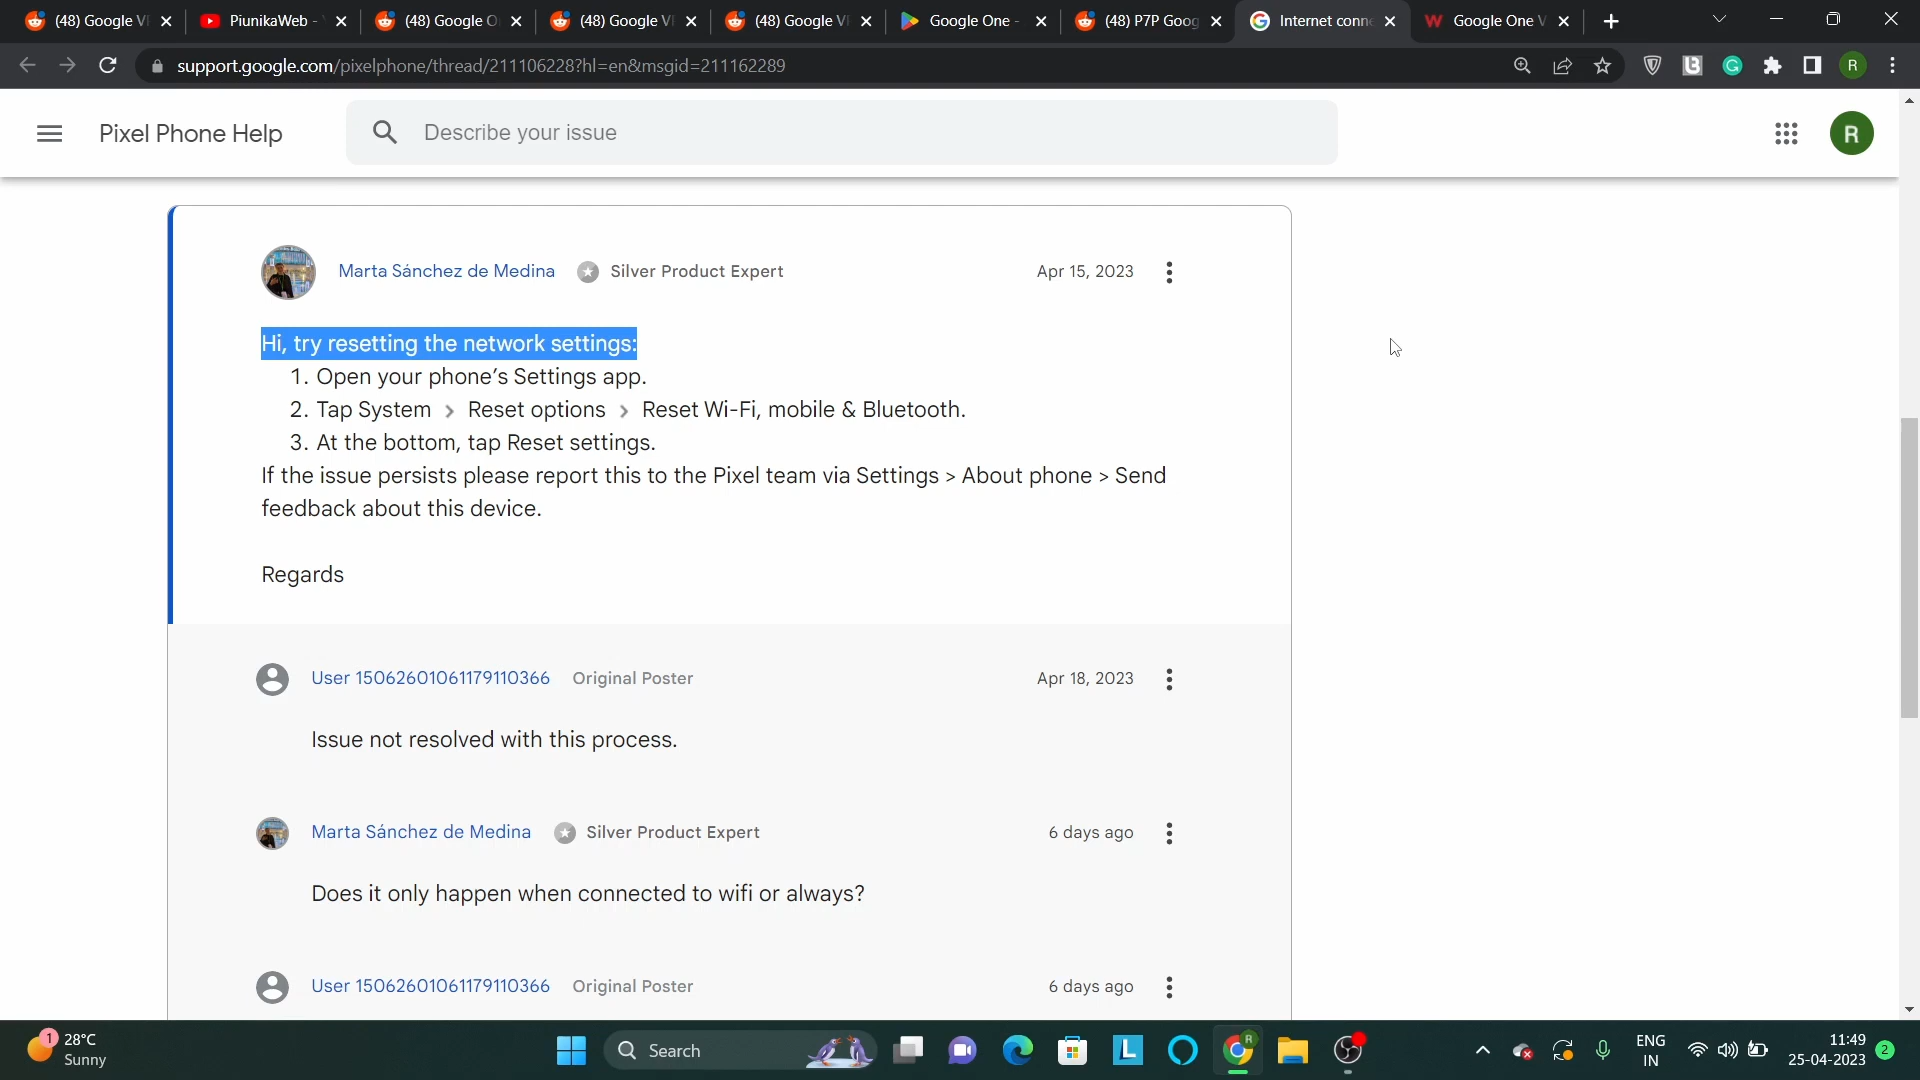 (48) Google V
PiunikaWeb -
(48) Google O
(48) Google V
(48) Google V
Google One -
(48) P7P Goog
Internet conne
Google One V
support.google.com/pixelphone/thread/211106228?hl=en&msgid=211162289
R
Pixel Phone Help
Describe your issue
R
Marta Sánchez de Medina Silver Product Expert Apr 15, 2023
Hi, try resetting the network settings:
1. Open your phone’s Settings app.
2. Tap System > Reset options > Reset Wi-Fi, mobile & Bluetooth.
3. At the bottom, tap Reset settings.
If the issue persists please report this to the Pixel team via Settings > About phone > Send
feedback about this device.
Regards
User 15062601061179110366 Original Poster Apr 18, 2023
Issue not resolved with this process.
Marta Sánchez de Medina Silver Product Expert 6 days ago
Does it only happen when connected to wifi or always?
User 15062601061179110366 Original Poster 6 days ago
1
28°C
Sunny
Search
L
R
ENG
IN
11:49
25-04-2023
2